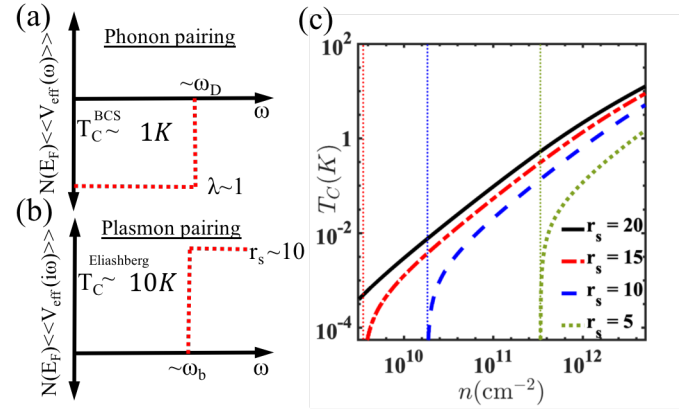 (a)
Phonon pairing
N(E_F)<<V_eff(ω)>>
~ω_D
ω
T_C^BCS ~ 1K
λ~1
(b)
Plasmon pairing
N(E_F)<<V_eff(iω)>>
r_s~10
T_C^Eliashberg ~ 10K
~ω_b
ω
(c)
T_C(K)
10^2
1
10^-2
10^-4
r_s = 20
r_s = 15
r_s = 10
r_s = 5
10^10
10^11
10^12
n(cm^-2)